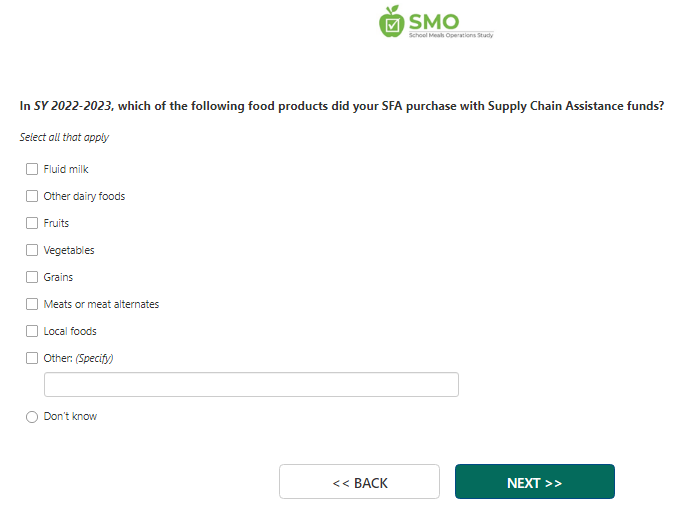 SMO
School Meals Operations Study
In SY 2022-2023, which of the following food products did your SFA purchase with Supply Chain Assistance funds?
Select all that apply
Fluid milk
Other dairy foods
Fruits
Vegetables
Grains
Meats or meat alternates
Local foods
Other: (Specify)
Don't know
<< BACK
NEXT >>